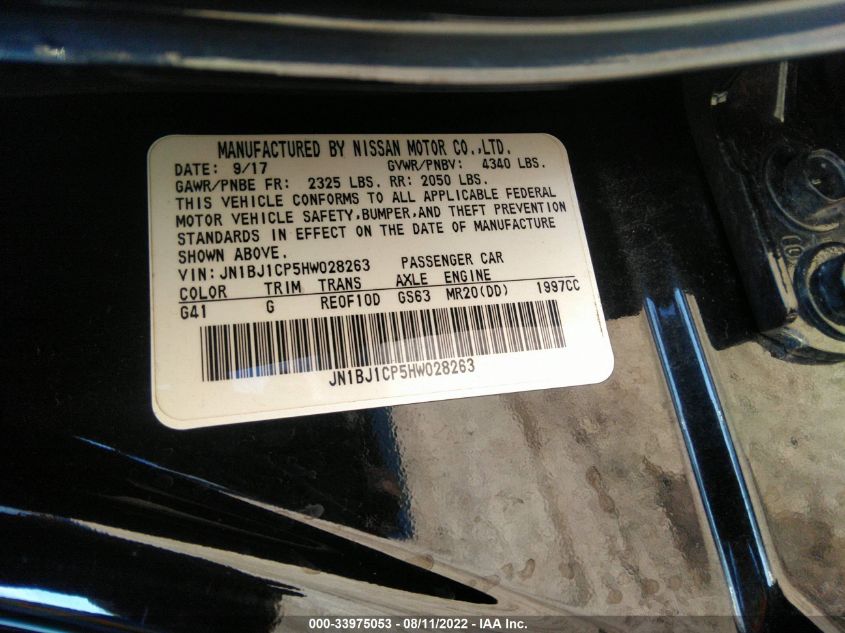 MANUFACTURED BY NISSAN MOTOR CO.,LTD.
DATE: 9/17 GVWR/PNBV: 4340 LBS.
GAWR/PNBE FR: 2325 LBS. RR: 2050 LBS.
THIS VEHICLE CONFORMS TO ALL APPLICABLE FEDERAL
MOTOR VEHICLE SAFETY,BUMPER,AND THEFT PREVENTION
STANDARDS IN EFFECT ON THE DATE OF MANUFACTURE
SHOWN ABOVE.
VIN: JN1BJ1CP5HW028263 PASSENGER CAR
COLOR TRIM TRANS AXLE ENGINE
G41 G RE0F10D GS63 MR20(DD) 1997CC
JN1BJ1CP5HW028263
000-33975053 - 08/11/2022 - IAA Inc.